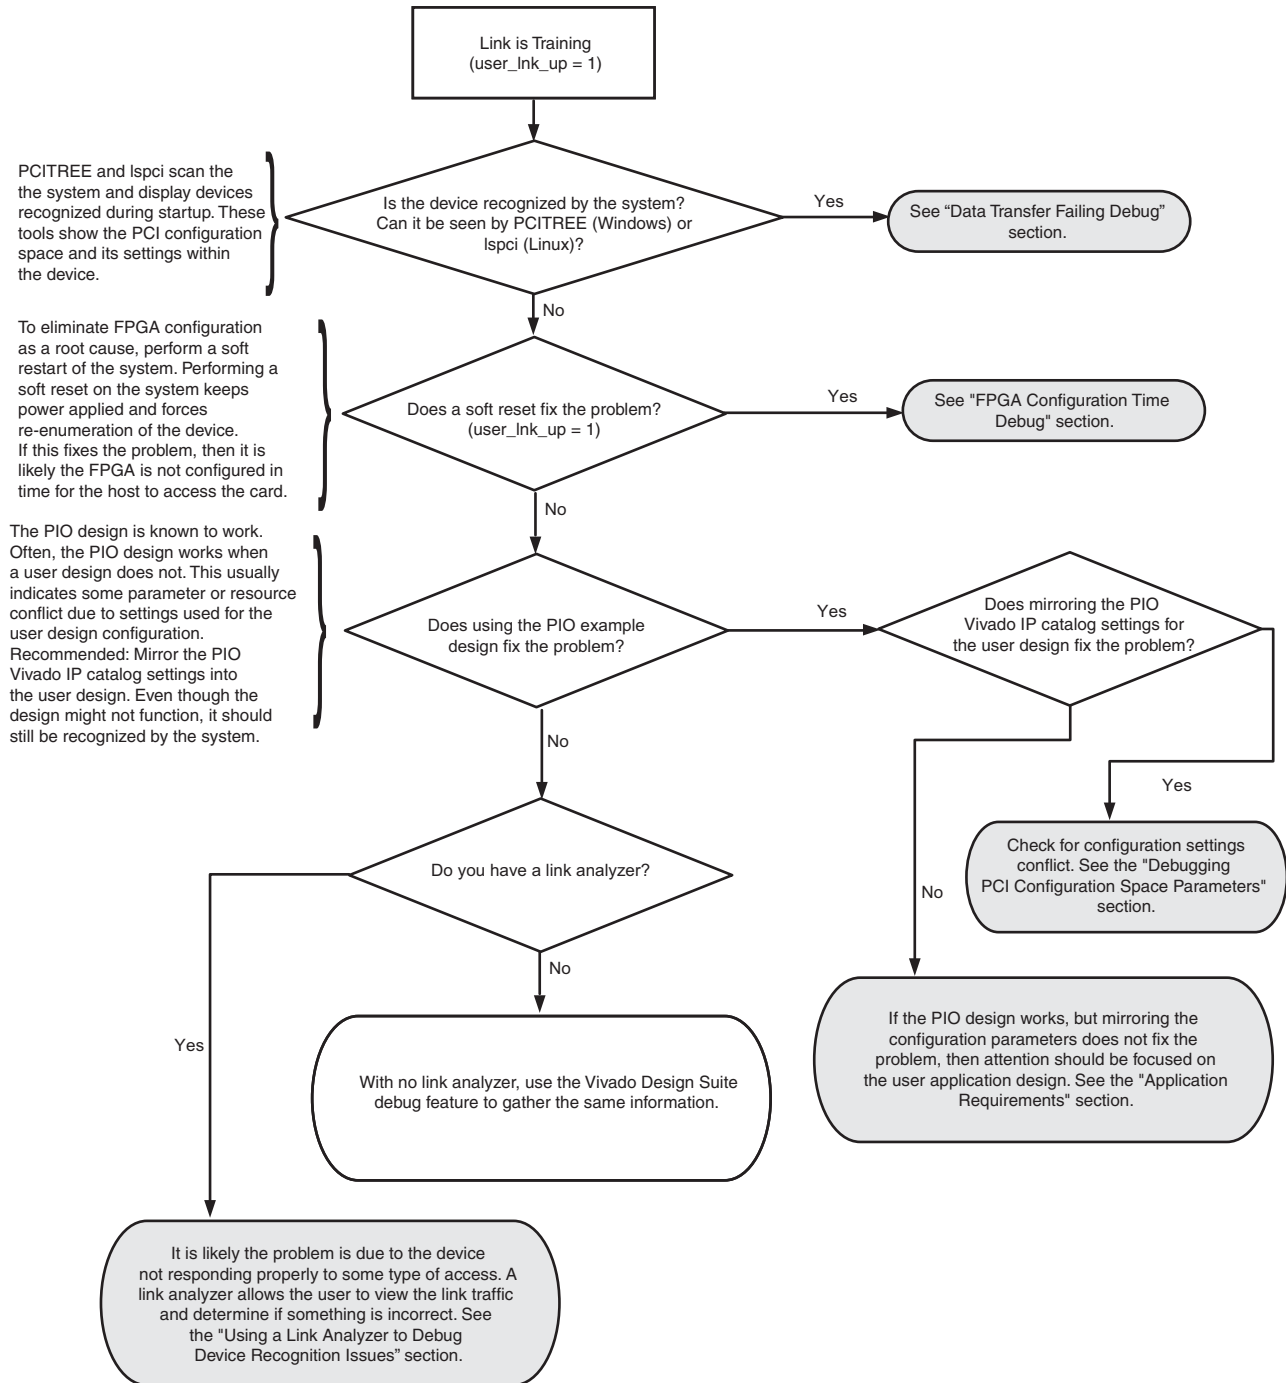 Link is Training
(user_lnk_up = 1)
PCITREE and lspci scan the
the system and display devices
recognized during startup. These
tools show the PCI configuration
space and its settings within
the device.
Is the device recognized by the system?
Can it be seen by PCITREE (Windows) or
lspci (Linux)?
Yes
See “Data Transfer Failing Debug”
section.
No
To eliminate FPGA configuration
as a root cause, perform a soft
restart of the system. Performing a
soft reset on the system keeps
power applied and forces
re-enumeration of the device.
If this fixes the problem, then it is
likely the FPGA is not configured in
time for the host to access the card.
Does a soft reset fix the problem?
(user_lnk_up = 1)
Yes
See "FPGA Configuration Time
Debug" section.
No
The PIO design is known to work.
Often, the PIO design works when
a user design does not. This usually
indicates some parameter or resource
conflict due to settings used for the
user design configuration.
Recommended: Mirror the PIO
Vivado IP catalog settings into
the user design. Even though the
design might not function, it should
still be recognized by the system.
Does using the PIO example
design fix the problem?
Yes
Does mirroring the PIO
Vivado IP catalog settings for
the user design fix the problem?
No
Yes
Check for configuration settings
conflict. See the "Debugging
PCI Configuration Space Parameters"
section.
Do you have a link analyzer?
No
No
If the PIO design works, but mirroring the
configuration parameters does not fix the
problem, then attention should be focused on
the user application design. See the "Application
Requirements" section.
Yes
With no link analyzer, use the Vivado Design Suite
debug feature to gather the same information.
It is likely the problem is due to the device
not responding properly to some type of access. A
link analyzer allows the user to view the link traffic
and determine if something is incorrect. See
the "Using a Link Analyzer to Debug
Device Recognition Issues” section.